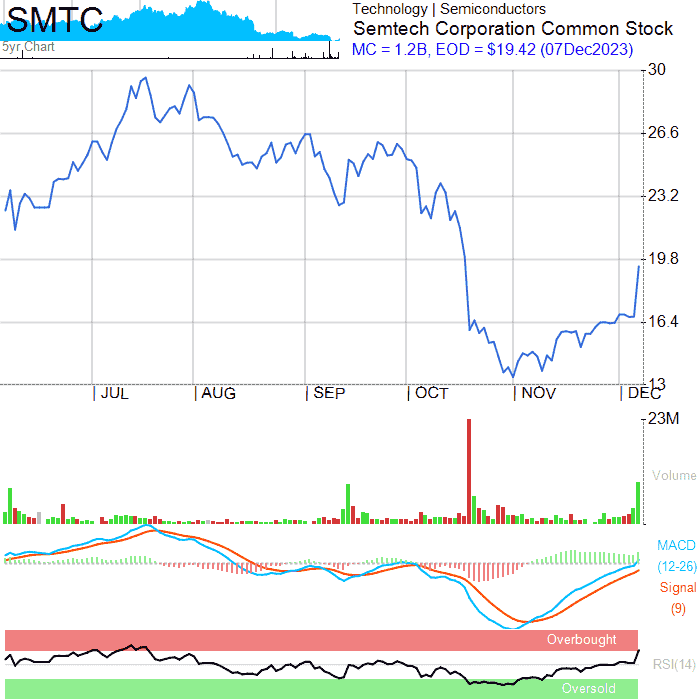 SMTC
5yr Chart
Technology | Semiconductors
Semtech Corporation Common Stock
MC = 1.2B, EOD = $19.42 (07Dec2023)
30
26.6
23.2
19.8
16.4
13
JUL
AUG
SEP
OCT
NOV
DEC
23M
Volume
MACD
(12-26)
Signal
(9)
Overbought
RSI(14)
Oversold